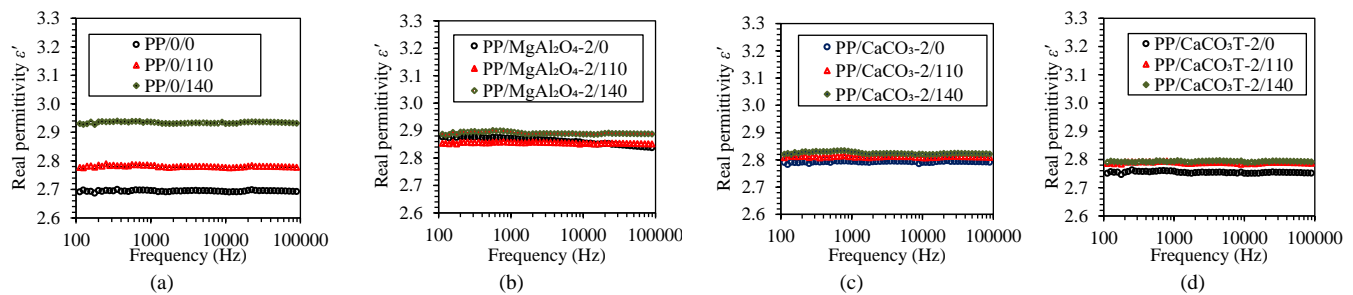 Real permittivity ε′
3.3
3.2
3.1
3.0
2.9
2.8
2.7
2.6
PP/0/0
PP/0/110
PP/0/140
100 1000 10000 100000
Frequency (Hz)
(a)
Real permittivity ε′
3.3
3.2
3.1
3.0
2.9
2.8
2.7
2.6
PP/MgAl₂O₄-2/0
PP/MgAl₂O₄-2/110
PP/MgAl₂O₄-2/140
100 1000 10000 100000
Frequency (Hz)
(b)
Real permittivity ε′
3.3
3.2
3.1
3.0
2.9
2.8
2.7
2.6
PP/CaCO₃-2/0
PP/CaCO₃-2/110
PP/CaCO₃-2/140
100 1000 10000 100000
Frequency (Hz)
(c)
Real permittivity ε′
3.3
3.2
3.1
3.0
2.9
2.8
2.7
2.6
PP/CaCO₃T-2/0
PP/CaCO₃T-2/110
PP/CaCO₃T-2/140
100 1000 10000 100000
Frequency (Hz)
(d)